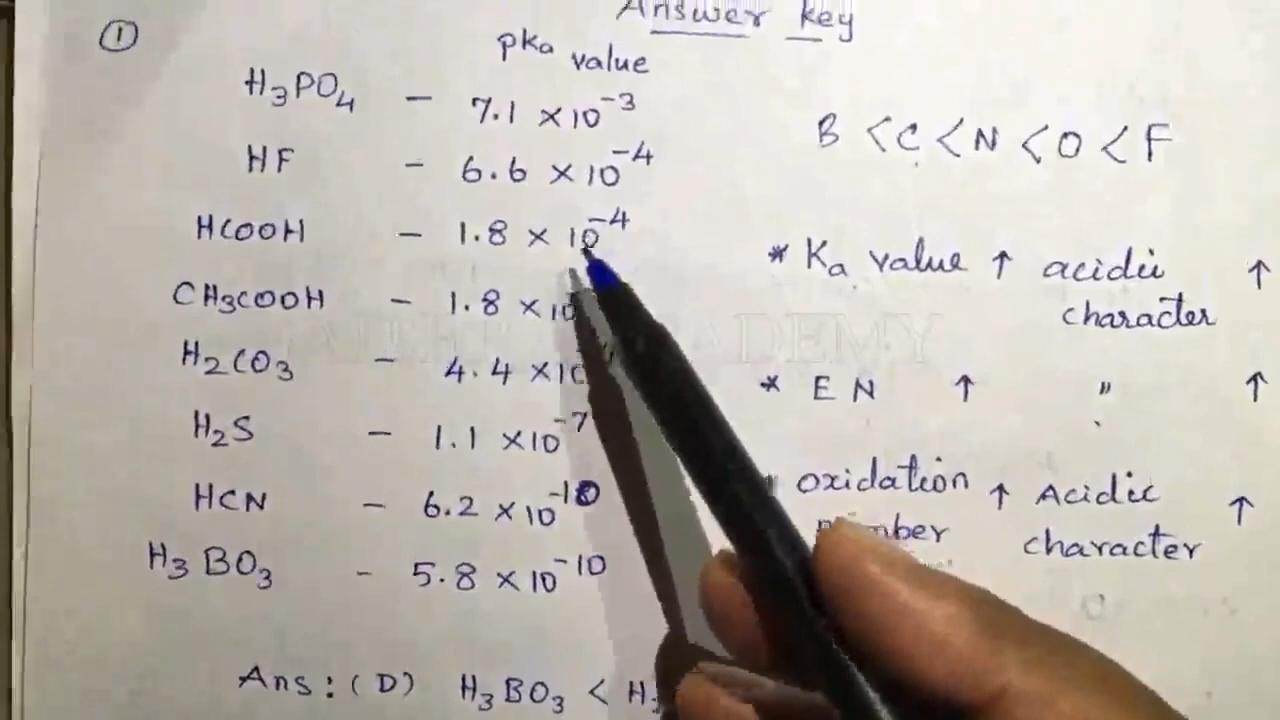 Answer key
①
pka value
H₃PO₄ - 7.1 × 10⁻³
HF - 6.6 × 10⁻⁴
HCOOH - 1.8 × 10⁻⁴
CH₃COOH - 1.8 × 10
H₂CO₃ - 4.4 × 10
H₂S - 1.1 × 10⁻⁷
HCN - 6.2 × 10⁻¹⁰
H₃BO₃ - 5.8 × 10⁻¹⁰
Ans : (D) H₃BO₃ < H
B < C < N < O < F
* Ka value ↑ acidic ↑
character
* EN ↑ " ↑
oxidation ↑ Acidic ↑
character